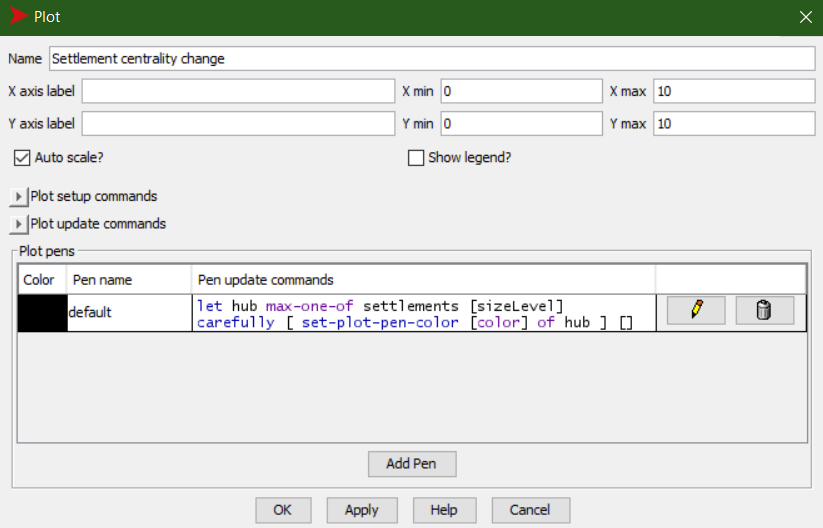 Plot
Name Settlement centrality change
X axis label X min 0 X max 10
Y axis label Y min 0 Y max 10
Auto scale? Show legend?
Plot setup commands
Plot update commands
Plot pens
Color Pen name Pen update commands
default
let hub max-one-of settlements [sizeLevel]
carefully [ set-plot-pen-color [color] of hub ] []
Add Pen
OK Apply Help Cancel